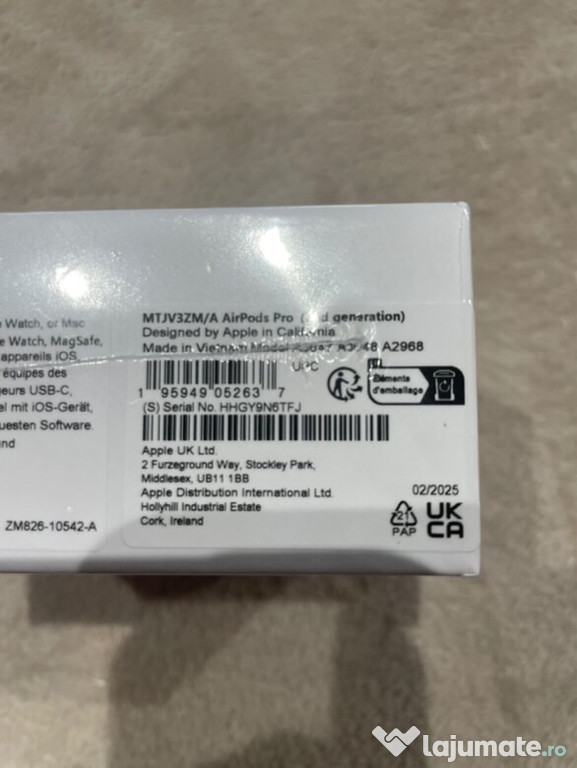 e Watch, or Mac
e Watch, MagSafe,
appareils iOS,
équipes des
geurs USB-C,
el mit iOS-Gerät,
uesten Software.
und
ZM826-10542-A
MTJV3ZM/A AirPods Pro generation)
Designed by Apple in California
Made in Vietnam Model A2968
UPC
1 95949 05263 7
Éléments
d'emballage
(S) Serial No. HHGY9N6TFJ
Apple UK Ltd.
2 Furzeground Way, Stockley Park,
Middlesex, UB11 1BB
Apple Distribution International Ltd.
Hollyhill Industrial Estate
Cork, Ireland
02/2025
21
PAP
UK
CA
lajumate.ro